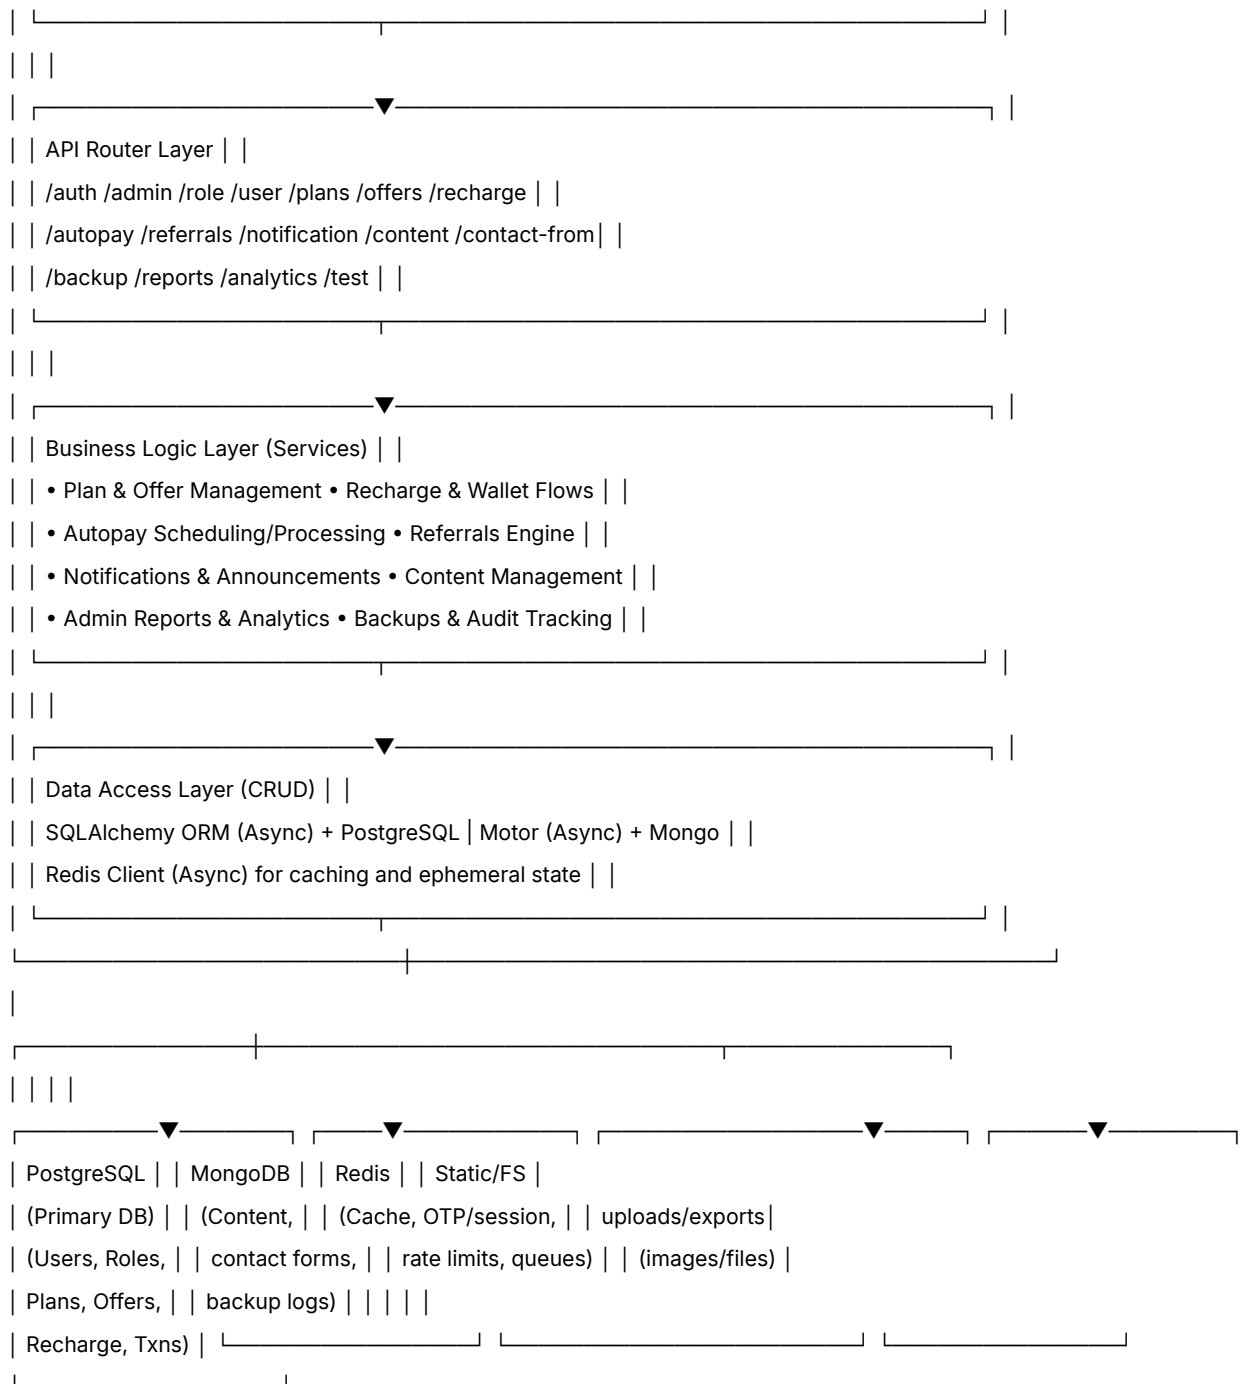 │ └───────────────────────────┬───────────────────────────────────────────────┘ │
│ │ │
│ ┌───────────────────────────▼───────────────────────────────────────────────┐ │
│ │ API Router Layer │ │
│ │ /auth /admin /role /user /plans /offers /recharge │ │
│ │ /autopay /referrals /notification /content /contact-from│ │
│ │ /backup /reports /analytics /test │ │
│ └───────────────────────────┬───────────────────────────────────────────────┘ │
│ │ │
│ ┌───────────────────────────▼───────────────────────────────────────────────┐ │
│ │ Business Logic Layer (Services) │ │
│ │ • Plan & Offer Management • Recharge & Wallet Flows │ │
│ │ • Autopay Scheduling/Processing • Referrals Engine │ │
│ │ • Notifications & Announcements • Content Management │ │
│ │ • Admin Reports & Analytics • Backups & Audit Tracking │ │
│ └───────────────────────────┬───────────────────────────────────────────────┘ │
│ │ │
│ ┌───────────────────────────▼───────────────────────────────────────────────┐ │
│ │ Data Access Layer (CRUD) │ │
│ │ SQLAlchemy ORM (Async) + PostgreSQL | Motor (Async) + Mongo │ │
│ │ Redis Client (Async) for caching and ephemeral state │ │
│ └───────────────────────────┬───────────────────────────────────────────────┘ │
└──────────────────────────────┼──────────────────────────────────────────────────┘
│
┌──────────────────┼────────────────────────────────────┬─────────────────┐
│ │ │ │
┌───────────▼─────────┐ ┌─────▼──────────────┐ ┌────────────────────▼──────┐ ┌───────▼──────────┐
│ PostgreSQL │ │ MongoDB │ │ Redis │ │ Static/FS │
│ (Primary DB) │ │ (Content, │ │ (Cache, OTP/session, │ │ uploads/exports│
│ (Users, Roles, │ │ contact forms, │ │ rate limits, queues) │ │ (images/files) │
│ Plans, Offers, │ │ backup logs) │ │ │ │ │
│ Recharge, Txns) │ └────────────────────┘ └────────────────────────────┘ └──────────────────┘